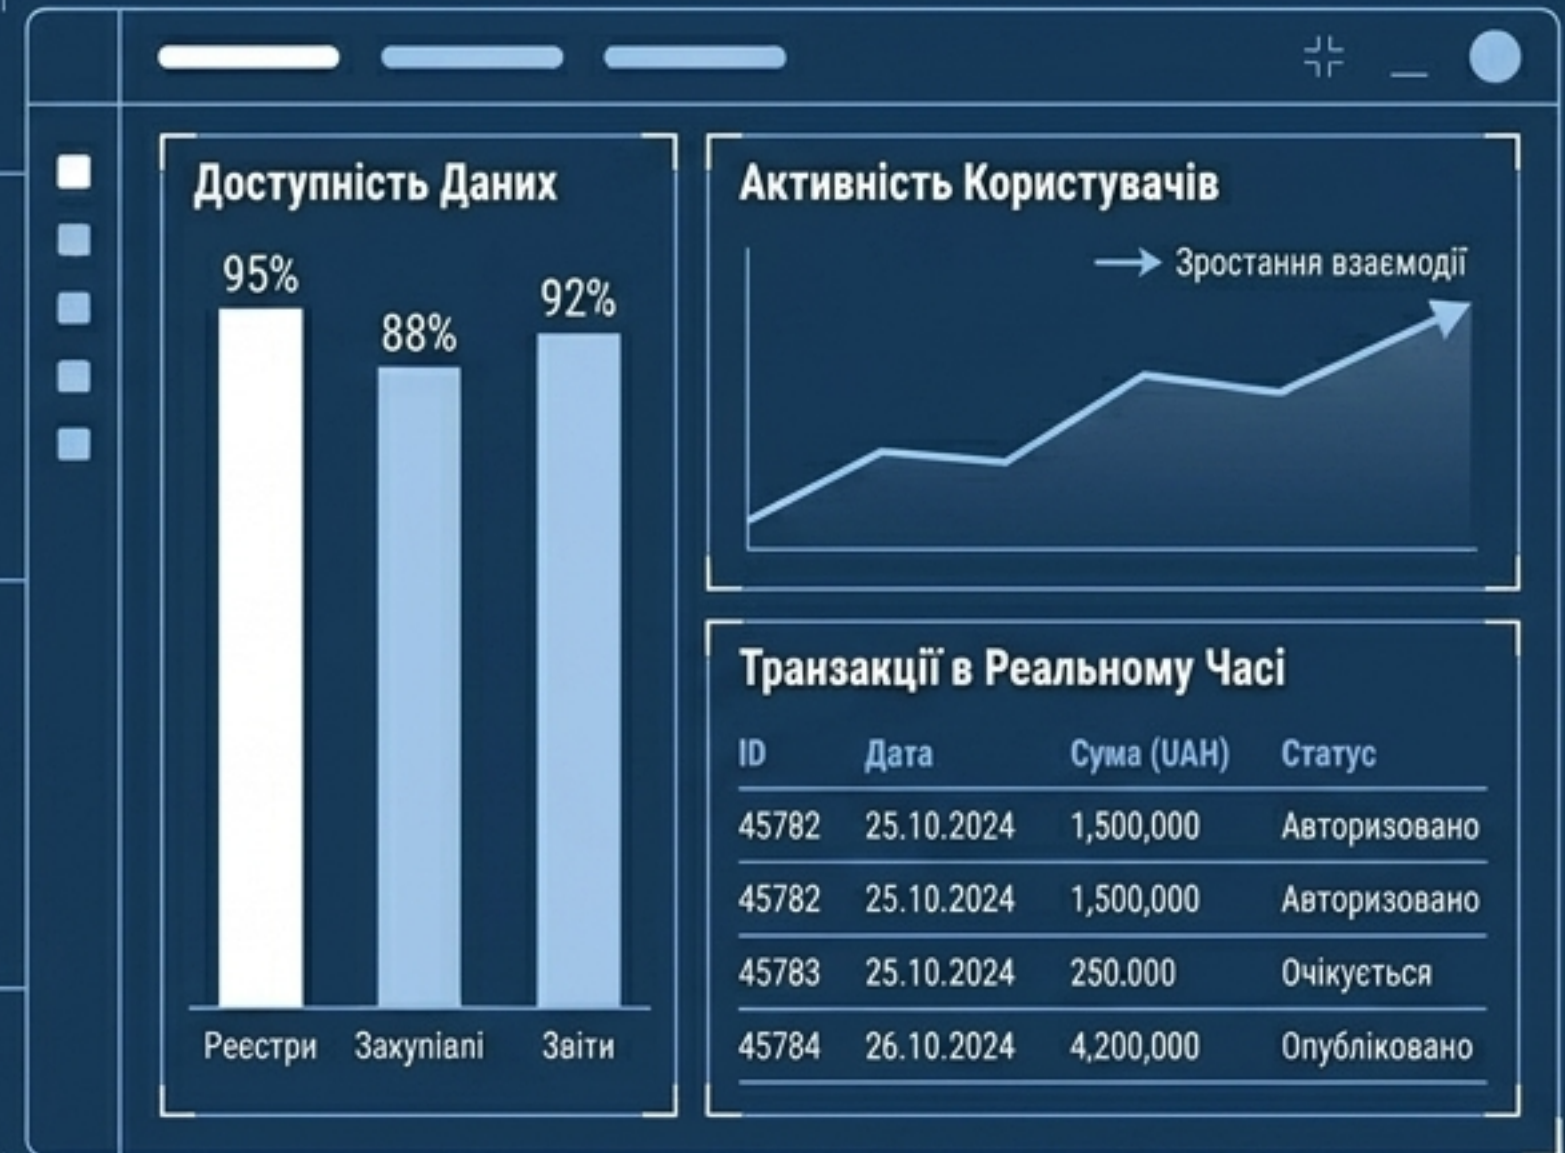 Доступність Даних
95%
88%
92%
Реєстри
Захупівлі
Звіти
Активність Користувачів
Зростання взаємодії
Транзакції в Реальному Часі
ID Дата Сума (UAH) Статус
45782 25.10.2024 1,500,000 Авторизовано
45782 25.10.2024 1,500,000 Авторизовано
45783 25.10.2024 250.000 Очікується
45784 26.10.2024 4,200,000 Опубліковано